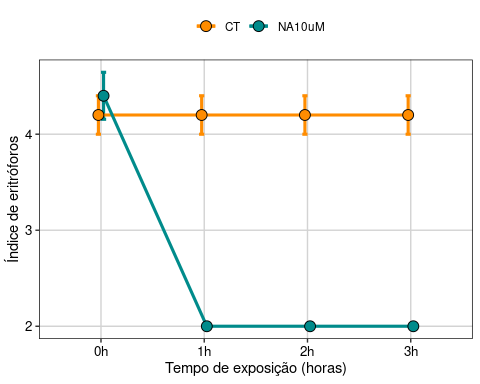 CT NA10uM
Índice de eritróforos
4
3
2
0h 1h 2h 3h
Tempo de exposição (horas)